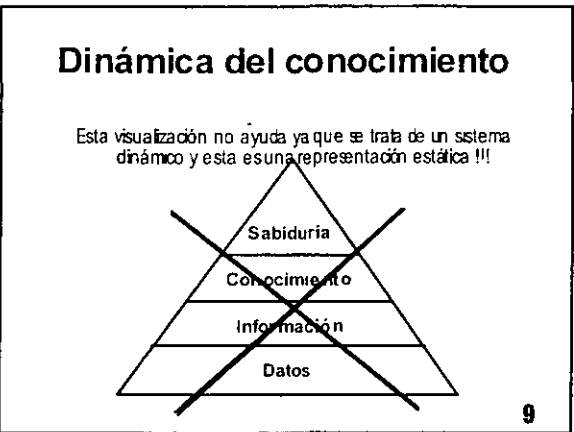 Dinámica del conocimiento
Esta visualización no ayuda ya que se trata de un sistema
dinámico y esta es una representación estática !!!
Sabiduría
Conocimiento
Información
Datos
9